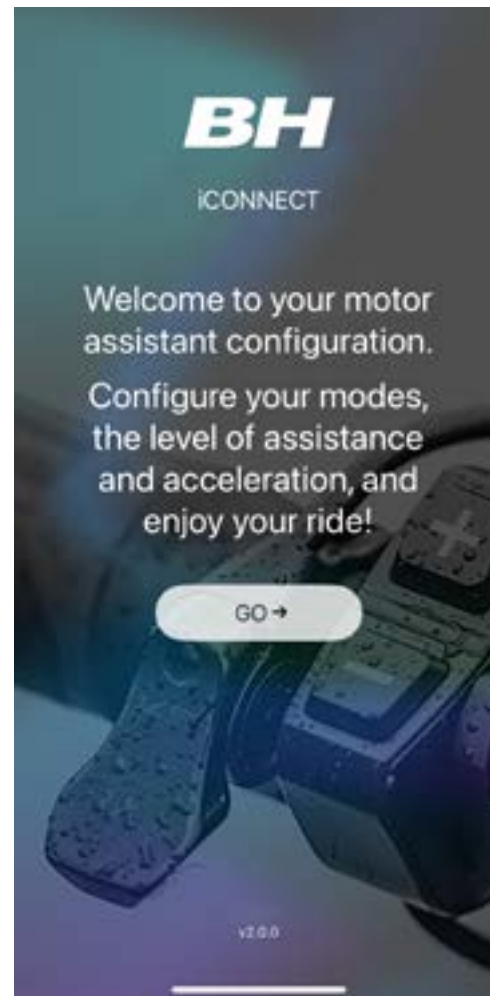 BH
iCONNECT
Welcome to your motor
assistant configuration.
Configure your modes,
the level of assistance
and acceleration, and
enjoy your ride!
GO →
v2.0.0